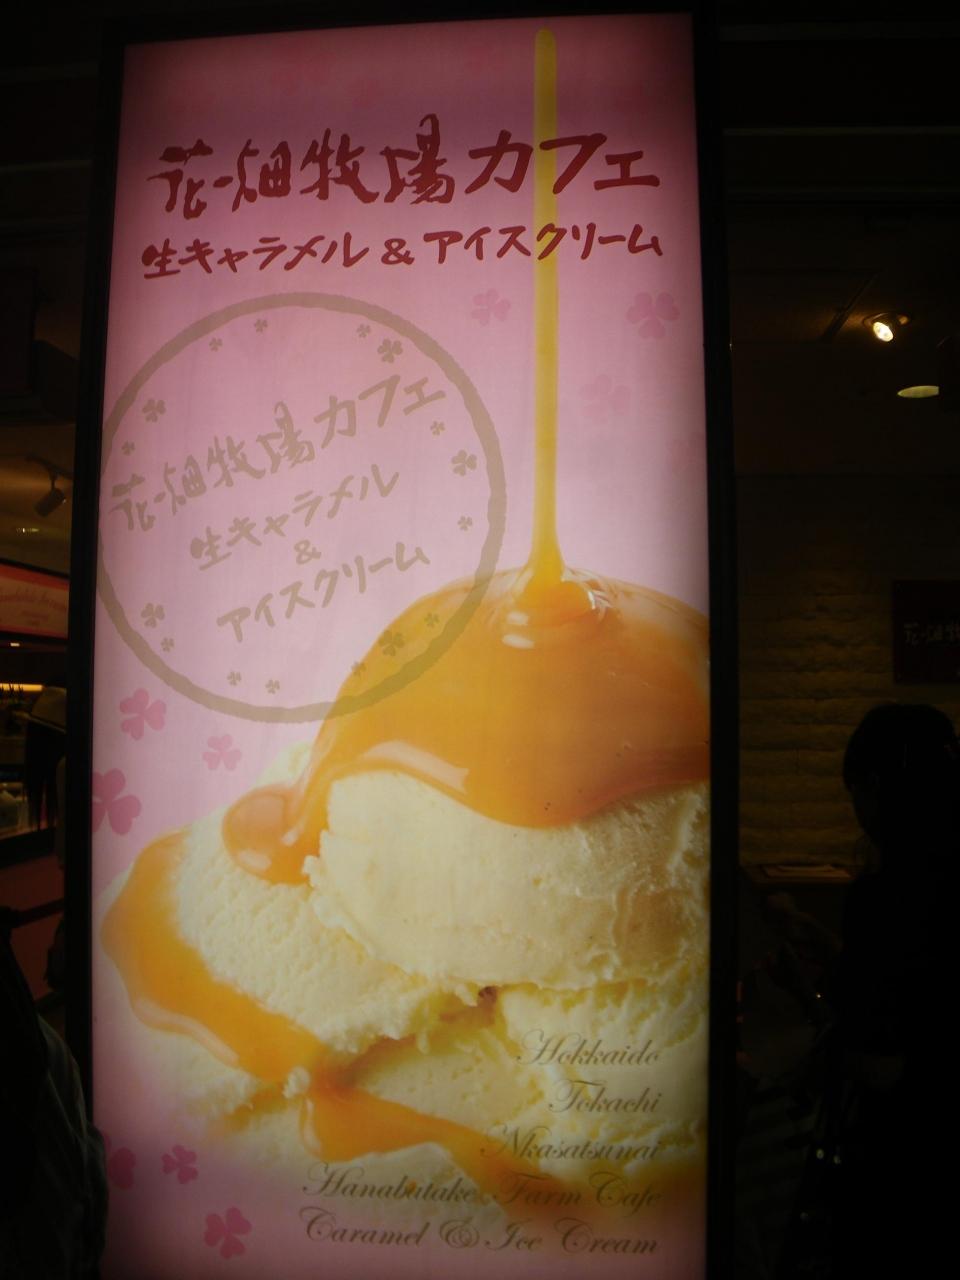 花畑牧場カフェ
生キャラメル & アイスクリーム
花畑牧場カフェ
生キャラメル
&
アイスクリーム
Hokkaido
Tokachi
Nkasatsunai
Hanabatake Farm Cafe
Caramel & Ice Cream